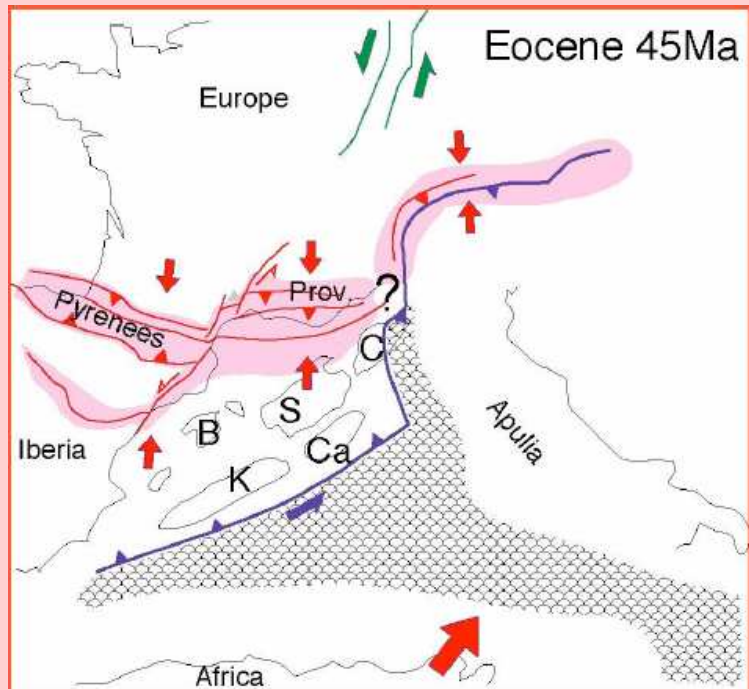 Eocene 45Ma
Europe
Prov.
?
Pyrenees
C
S
B
Apulia
Iberia
Ca
K
Africa